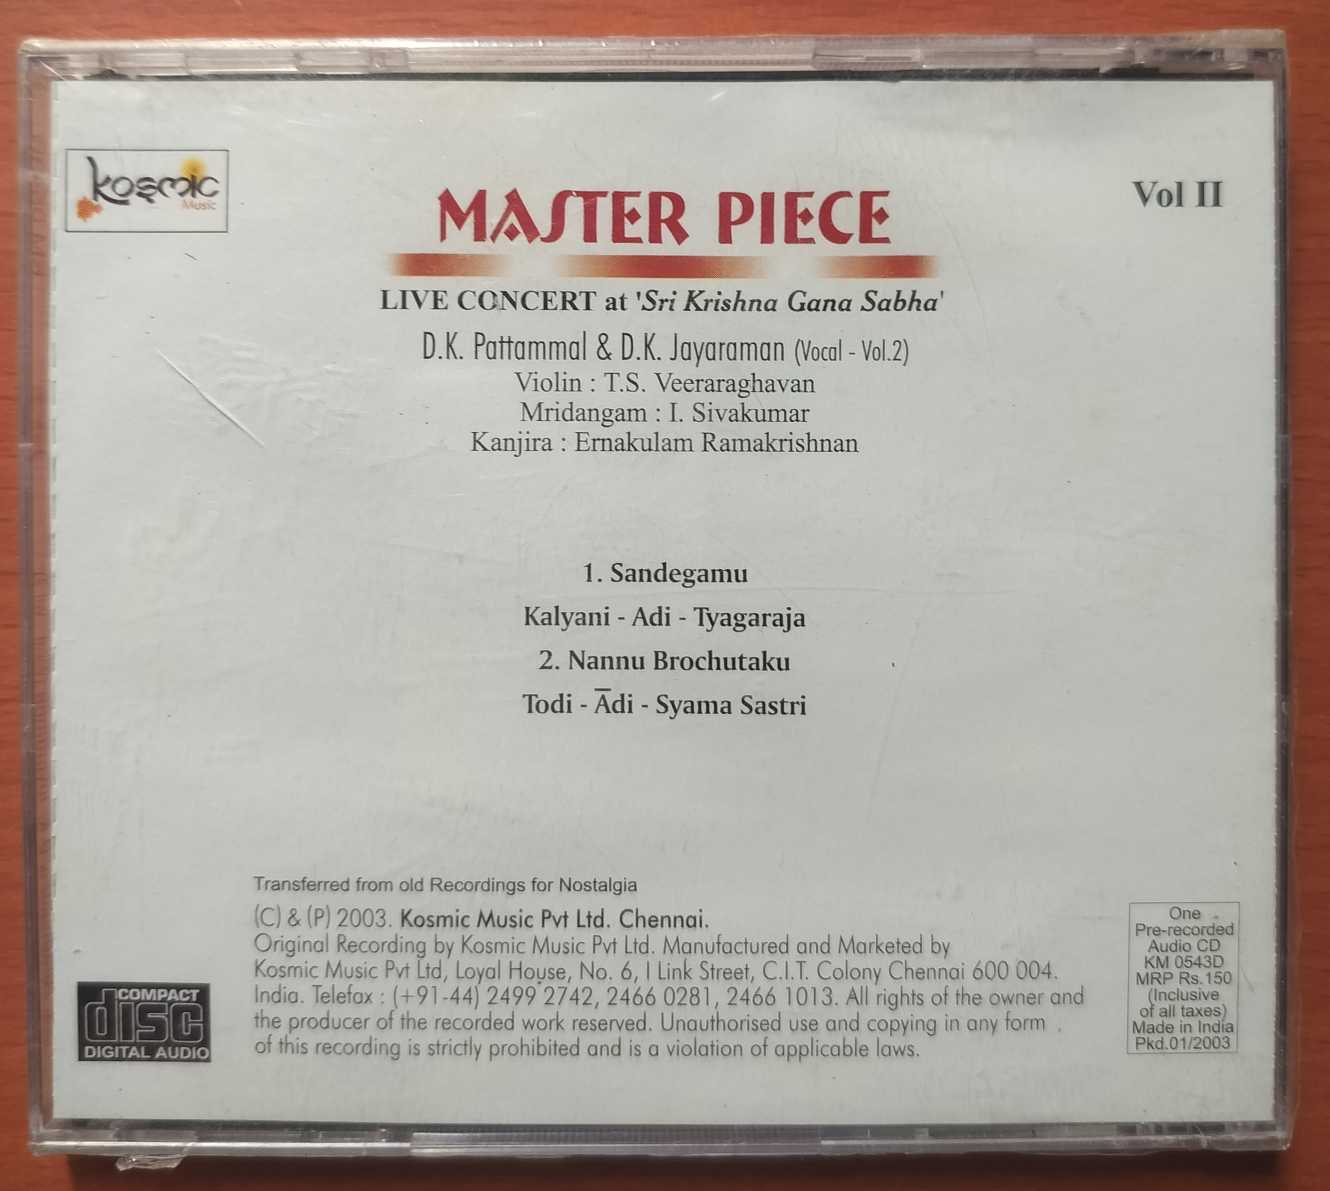 Kosmic
Music
MASTER PIECE
Vol II
LIVE CONCERT at 'Sri Krishna Gana Sabha'
D.K. Pattammal & D.K. Jayaraman (Vocal - Vol.2)
Violin : T.S. Veeraraghavan
Mridangam : I. Sivakumar
Kanjira : Ernakulam Ramakrishnan
1. Sandegamu
Kalyani - Adi - Tyagaraja
2. Nannu Brochutaku
Todi - Ādi - Syama Sastri
Transferred from old Recordings for Nostalgia
(C) & (P) 2003. Kosmic Music Pvt Ltd. Chennai.
Original Recording by Kosmic Music Pvt Ltd. Manufactured and Marketed by
Kosmic Music Pvt Ltd, Loyal House, No. 6, I Link Street, C.I.T. Colony Chennai 600 004.
India. Telefax : (+91-44) 2499 2742, 2466 0281, 2466 1013. All rights of the owner and
the producer of the recorded work reserved. Unauthorised use and copying in any form
of this recording is strictly prohibited and is a violation of applicable laws.
One
Pre-recorded
Audio CD
KM 0543D
MRP Rs.150
(Inclusive
of all taxes)
Made in India
Pkd.01/2003
COMPACT
disc
DIGITAL AUDIO